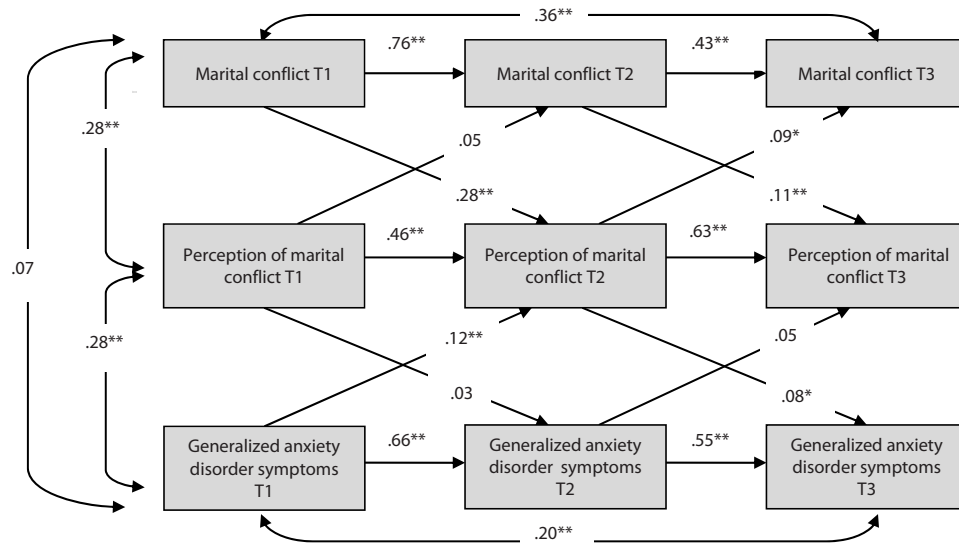 .36**
.76**
.43**
Marital conflict T1
Marital conflict T2
Marital conflict T3
.28**
.05
.09*
.28**
.11**
.46**
.63**
Perception of marital
conflict T1
Perception of marital
conflict T2
Perception of marital
conflict T3
.07
.28**
.12**
.05
.03
.08*
Generalized anxiety
disorder symptoms
T1
.66**
Generalized anxiety
disorder symptoms
T2
.55**
Generalized anxiety
disorder symptoms
T3
.20**